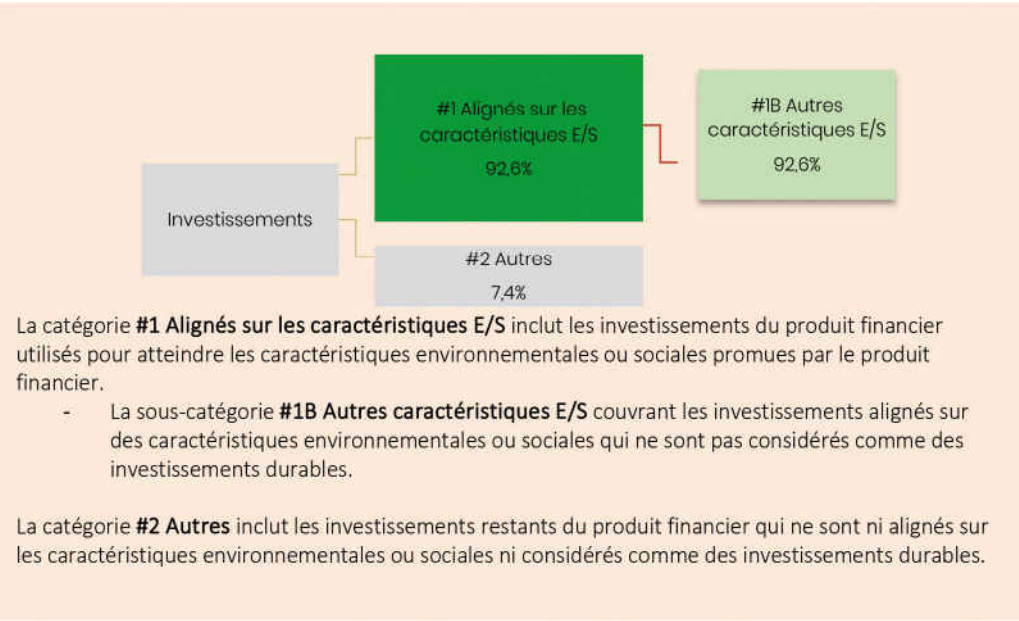 #1 Alignés sur les
caractéristiques E/S
92,6%
#1B Autres
caractéristiques E/S
92,6%
Investissements
#2 Autres
7,4%
La catégorie #1 Alignés sur les caractéristiques E/S inclut les investissements du produit financier
utilisés pour atteindre les caractéristiques environnementales ou sociales promues par le produit
financier.
- La sous-catégorie #1B Autres caractéristiques E/S couvrant les investissements alignés sur
des caractéristiques environnementales ou sociales qui ne sont pas considérés comme des
investissements durables.
La catégorie #2 Autres inclut les investissements restants du produit financier qui ne sont ni alignés sur
les caractéristiques environnementales ou sociales ni considérés comme des investissements durables.